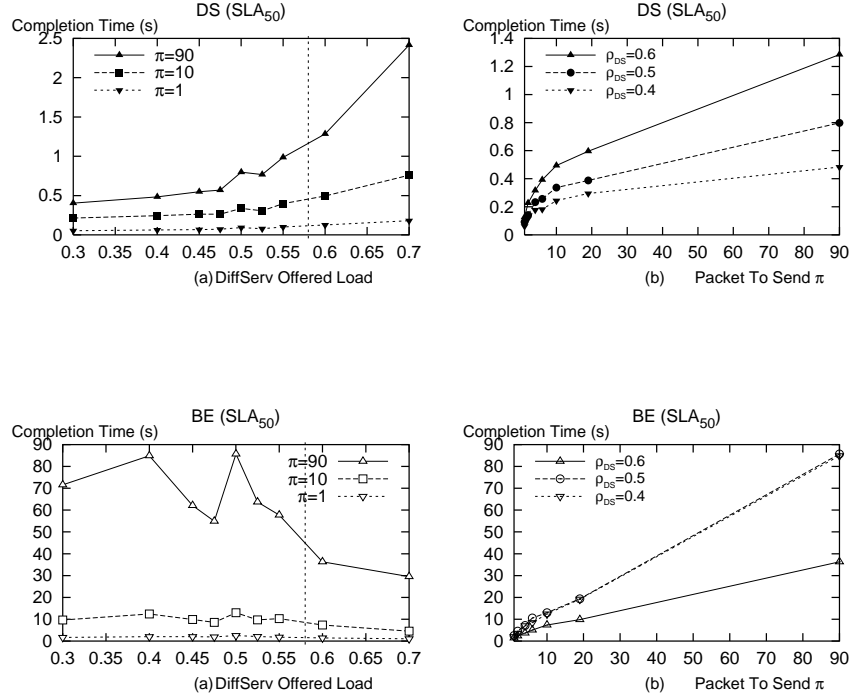 DS (SLA50)
Completion Time (s)
2.5
2
1.5
1
0.5
0
0.3 0.35 0.4 0.45 0.5 0.55 0.6 0.65 0.7
π=90
π=10
π=1
(a) DiffServ Offered Load
DS (SLA50)
Completion Time (s)
1.4
1.2
1
0.8
0.6
0.4
0.2
0
10 20 30 40 50 60 70 80 90
ρDS=0.6
ρDS=0.5
ρDS=0.4
(b) Packet To Send π
BE (SLA50)
Completion Time (s)
90
80
70
60
50
40
30
20
10
0
0.3 0.35 0.4 0.45 0.5 0.55 0.6 0.65 0.7
π=90
π=10
π=1
(a) DiffServ Offered Load
BE (SLA50)
Completion Time (s)
90
80
70
60
50
40
30
20
10
0
10 20 30 40 50 60 70 80 90
ρDS=0.6
ρDS=0.5
ρDS=0.4
(b) Packet To Send π